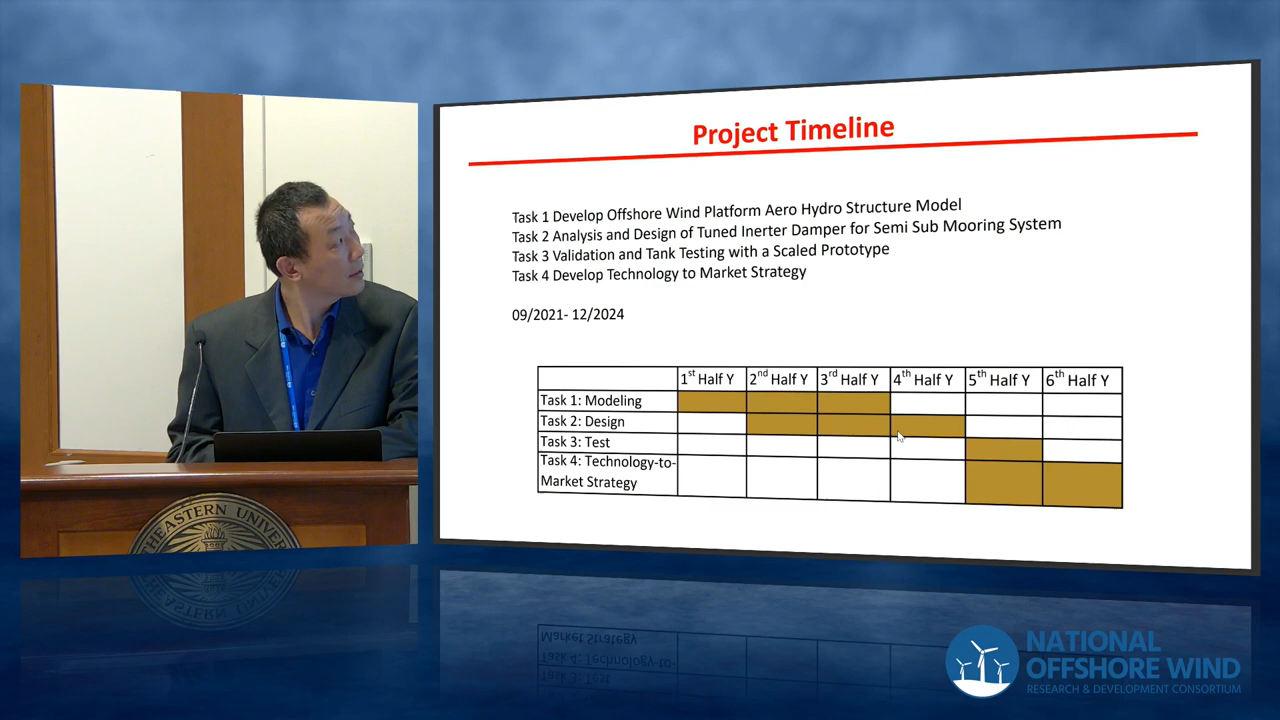 Project Timeline
Task 1 Develop Offshore Wind Platform Aero Hydro Structure Model
Task 2 Analysis and Design of Tuned Inerter Damper for Semi Sub Mooring System
Task 3 Validation and Tank Testing with a Scaled Prototype
Task 4 Develop Technology to Market Strategy
09/2021- 12/2024
1st Half Y 2nd Half Y 3rd Half Y 4th Half Y 5th Half Y 6th Half Y
Task 1: Modeling
Task 2: Design
Task 3: Test
Task 4: Technology-to-
Market Strategy
EASTERN UNIVE
NATIONAL
OFFSHORE WIND
RESEARCH & DEVELOPMENT CONSORTIUM